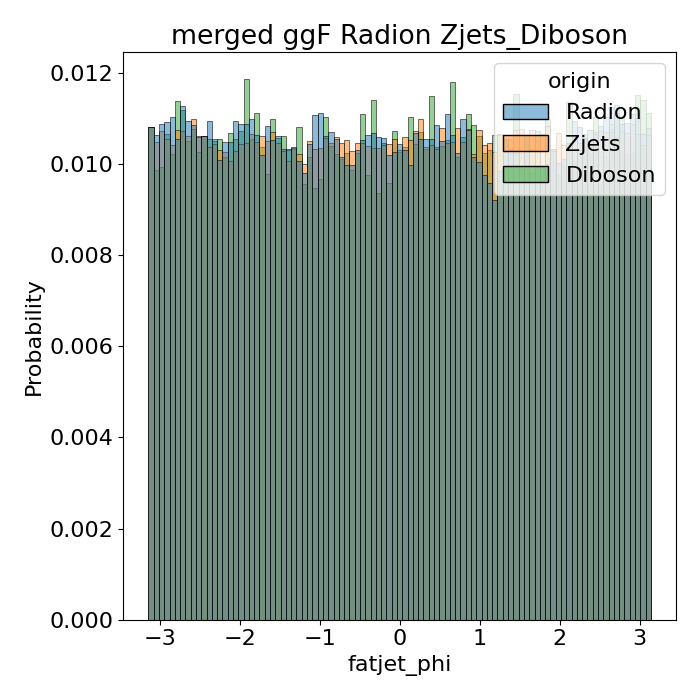 merged ggF Radion Zjets_Diboson
origin
Radion
Zjets
Diboson
Probability
0.012
0.010
0.008
0.006
0.004
0.002
0.000
−3 −2 −1 0 1 2 3
fatjet_phi